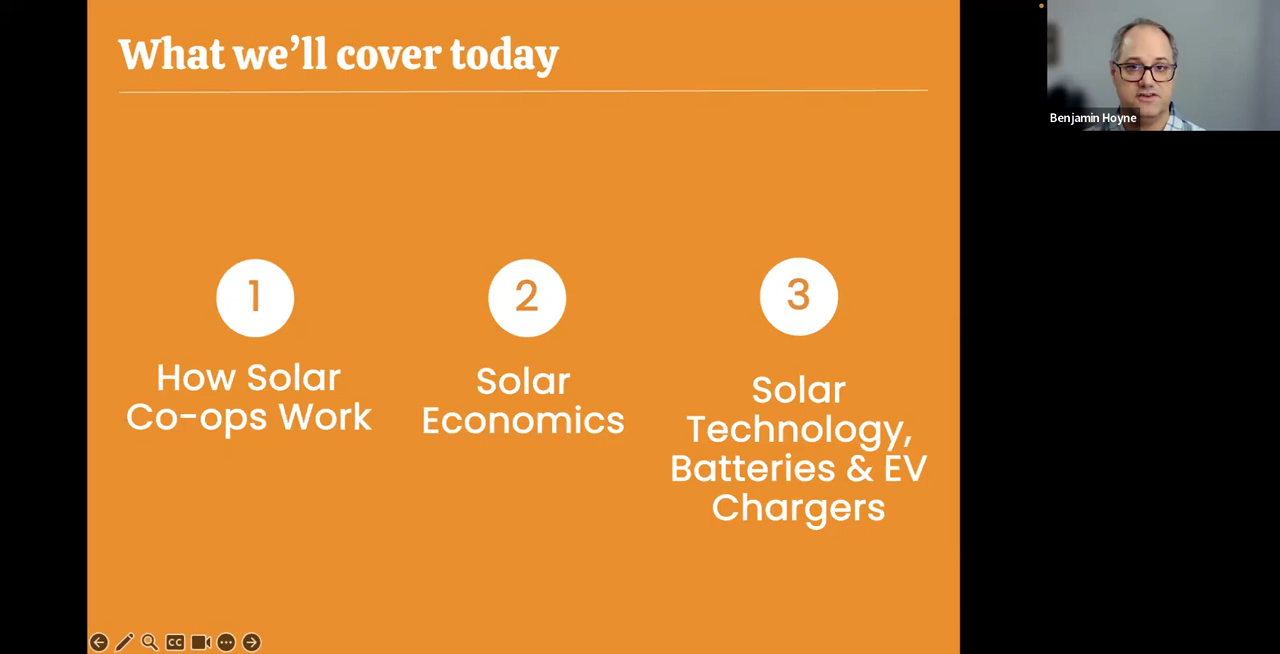 What we’ll cover today
Benjamin Hoyne
1
2
3
How Solar
Co-ops Work
Solar
Economics
Solar
Technology,
Batteries & EV
Chargers
CC